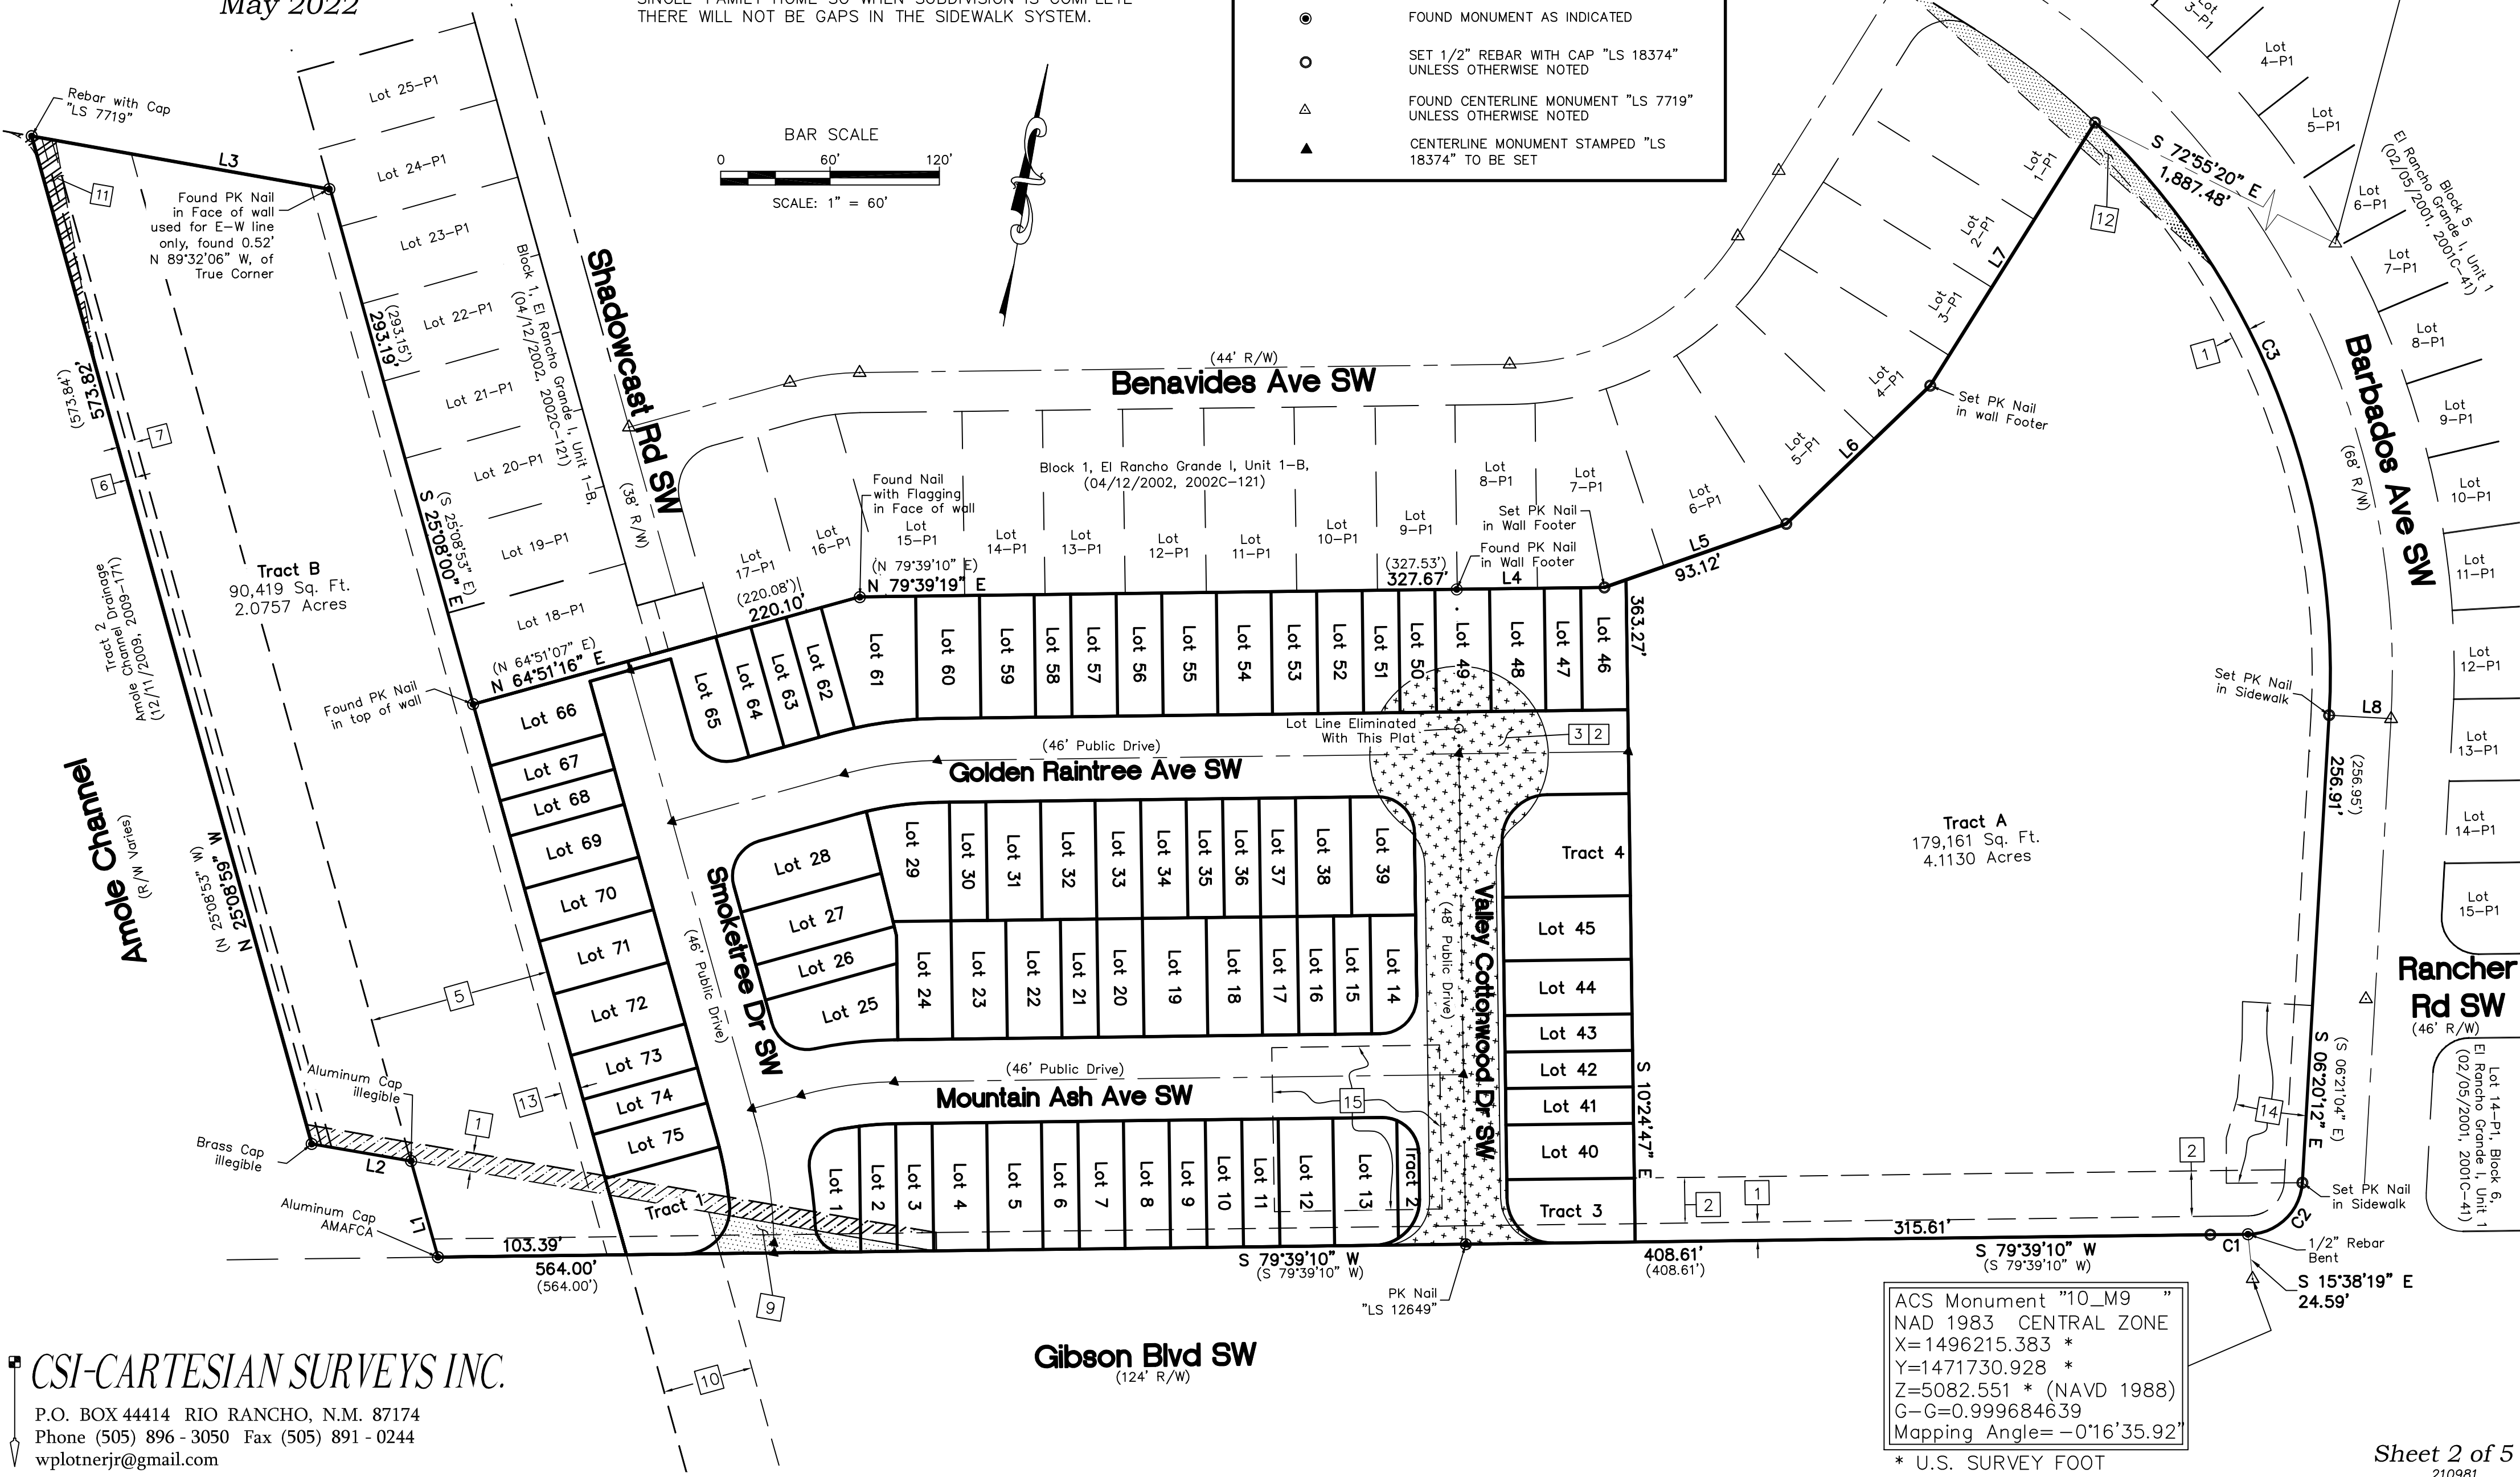 May 2022
SINGLE-FAMILY HOME SO WHEN SUBDIVISION IS COMPLETE
THERE WILL NOT BE GAPS IN THE SIDEWALK SYSTEM.
BAR SCALE
0 60' 120'
SCALE: 1" = 60'
FOUND MONUMENT AS INDICATED
SET 1/2" REBAR WITH CAP "LS 18374"
UNLESS OTHERWISE NOTED
FOUND CENTERLINE MONUMENT "LS 7719"
UNLESS OTHERWISE NOTED
CENTERLINE MONUMENT STAMPED "LS
18374" TO BE SET
Rebar with Cap
"LS 7719"
L3
11
Found PK Nail
in Face of wall
used for E-W line
only, found 0.52'
N 89°32'06" W, of
True Corner
(293.15')
293.19'
(573.84')
573.82'
7
6
Lot 25-P1
Lot 24-P1
Lot 23-P1
Lot 22-P1
Lot 21-P1
Lot 20-P1
Lot 19-P1
Lot 18-P1
Block 1, El Rancho Grande I, Unit 1-B,
(04/12/2002, 2002C-121)
Shadowcast Rd SW
(38' R/W)
(S 25°08'53" E)
S 25°08'00" E
Tract B
90,419 Sq. Ft.
2.0757 Acres
Tract 2
Amole Channel Drainage
(12/11/2009, 2009-171)
Amole Channel
(R/W Varies)
(N 25°08'53" W)
N 25°08'59" W
Found PK Nail
in top of wall
(N 64°51'07" E)
N 64°51'16" E
(220.08')
220.10'
(44' R/W)
Benavides Ave SW
Block 1, El Rancho Grande I, Unit 1-B,
(04/12/2002, 2002C-121)
Found Nail
with Flagging
in Face of wall
Lot
17-P1
Lot
16-P1
Lot
15-P1
Lot
14-P1
Lot
13-P1
Lot
12-P1
Lot
11-P1
Lot
10-P1
Lot
9-P1
Lot
8-P1
Lot
7-P1
Lot
6-P1
Lot
5-P1
Lot
4-P1
Lot
3-P1
Lot
2-P1
Lot
1-P1
(N 79°39'10" E)
N 79°39'19" E
(327.53')
327.67'
Set PK Nail
in Wall Footer
Found PK Nail
in Wall Footer
L4
L5
93.12'
L6
L7
Set PK Nail
in wall Footer
12
S 72°55'20" E
1,887.48'
Lot
3-P1
Lot
4-P1
Lot
5-P1
Lot
6-P1
Lot
7-P1
Lot
8-P1
Lot
9-P1
Lot
10-P1
Lot
11-P1
Lot
12-P1
Lot
13-P1
Lot
14-P1
Lot
15-P1
Block 5
El Rancho Grande I, Unit 1
(02/05/2001, 2001C-41)
1
C3
Barbados Ave SW
(68' R/W)
Set PK Nail
in Sidewalk
L8
(256.95')
256.91'
363.27'
Lot 46
Lot 47
Lot 48
Lot 49
Lot 50
Lot 51
Lot 52
Lot 53
Lot 54
Lot 55
Lot 56
Lot 57
Lot 58
Lot 59
Lot 60
Lot 61
Lot 62
Lot 63
Lot 64
Lot 65
Lot 66
Lot 67
Lot 68
Lot 69
Lot 70
Lot 71
Lot 72
Lot 73
Lot 74
Lot 75
Lot Line Eliminated
With This Plat
3 2
(46' Public Drive)
Golden Raintree Ave SW
Smoketree Dr SW
(46' Public Drive)
Lot 28
Lot 27
Lot 26
Lot 25
Lot 29
Lot 30
Lot 31
Lot 32
Lot 33
Lot 34
Lot 35
Lot 36
Lot 37
Lot 38
Lot 39
Lot 24
Lot 23
Lot 22
Lot 21
Lot 20
Lot 19
Lot 18
Lot 17
Lot 16
Lot 15
Lot 14
(48' Public Drive)
Valley Cottonwood Dr SW
Tract 4
Lot 45
Lot 44
Lot 43
Lot 42
Lot 41
Lot 40
Tract 3
Tract A
179,161 Sq. Ft.
4.1130 Acres
S 10°24'47" E
(46' Public Drive)
Mountain Ash Ave SW
15
Lot 1
Lot 2
Lot 3
Lot 4
Lot 5
Lot 6
Lot 7
Lot 8
Lot 9
Lot 10
Lot 11
Lot 12
Lot 13
Tract 2
Tract 1
5
13
1
Aluminum Cap
illegible
Brass Cap
illegible
L2
Aluminum Cap
AMAFCA
L1
103.39'
564.00'
(564.00')
9
10
S 79°39'10" W
(S 79°39'10" W)
PK Nail
"LS 12649"
408.61'
(408.61')
2
1
315.61'
S 79°39'10" W
(S 79°39'10" W)
C1
C2
2
14
(S 06°21'04" E)
S 06°20'12" E
Set PK Nail
in Sidewalk
1/2" Rebar
Bent
S 15°38'19" E
24.59'
Rancher
Rd SW
(46' R/W)
Lot 14-P1, Block 6,
El Rancho Grande I, Unit 1
(02/05/2001, 2001C-41)
Gibson Blvd SW
(124' R/W)
ACS Monument "10_M9 "
NAD 1983 CENTRAL ZONE
X=1496215.383 *
Y=1471730.928 *
Z=5082.551 * (NAVD 1988)
G-G=0.999684639
Mapping Angle= -0°16'35.92"
* U.S. SURVEY FOOT
CSI-CARTESIAN SURVEYS INC.
P.O. BOX 44414 RIO RANCHO, N.M. 87174
Phone (505) 896 - 3050 Fax (505) 891 - 0244
wplotnerjr@gmail.com
Sheet 2 of 5
210981